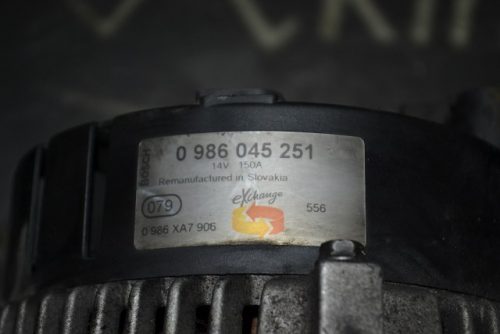 BOSCH
0 986 045 251
14V 150A
Remanufactured in Slovakia
eXchange
079
556
0 986 XA7 906